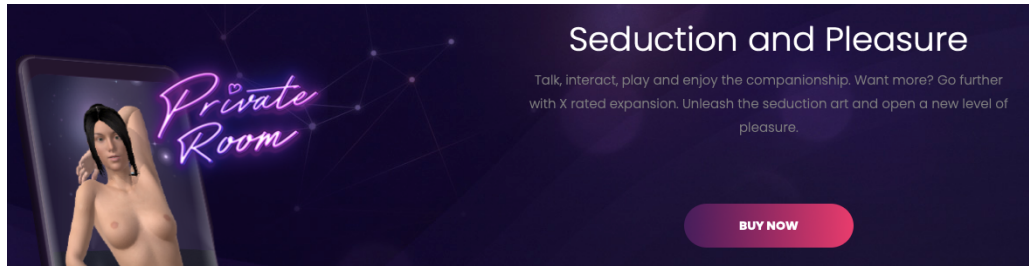 Private
Room
Seduction and Pleasure
Talk, interact, play and enjoy the companionship. Want more? Go further
with X rated expansion. Unleash the seduction art and open a new level of
pleasure.
BUY NOW